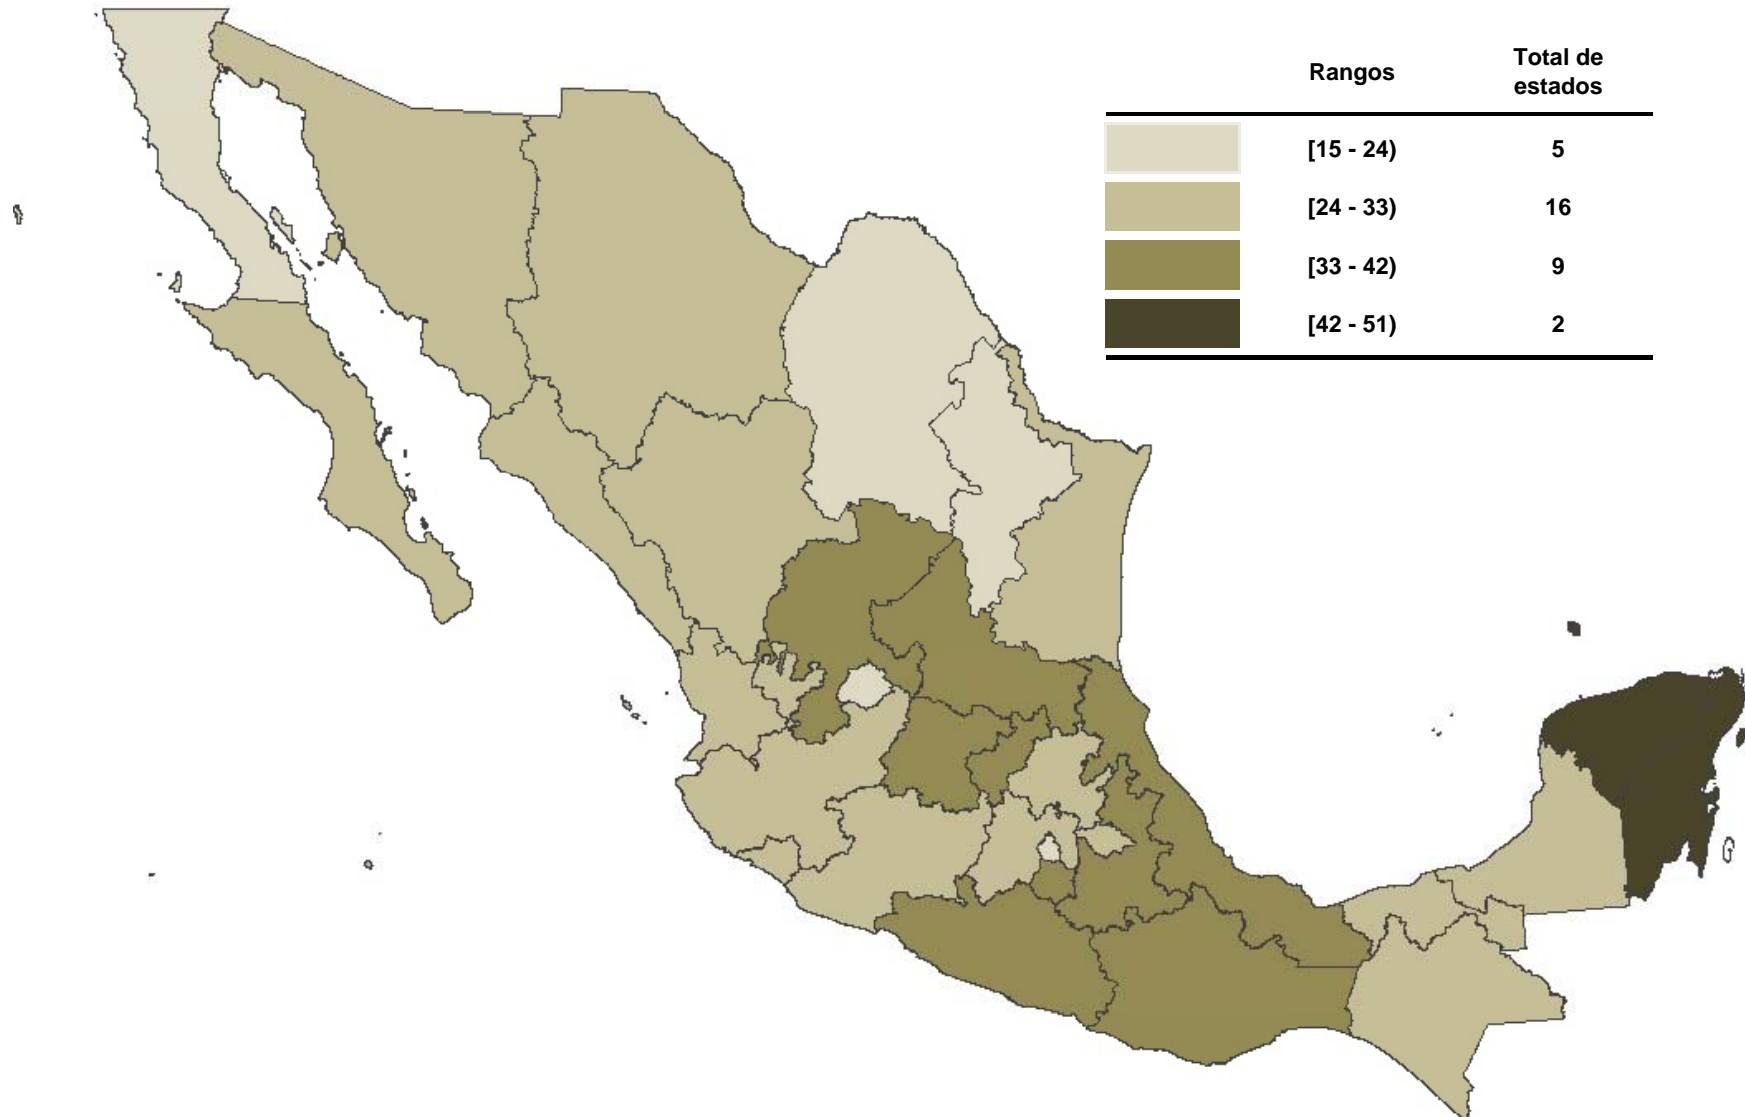 Rangos Total de
estados
[15 - 24) 5
[24 - 33) 16
[33 - 42) 9
[42 - 51) 2